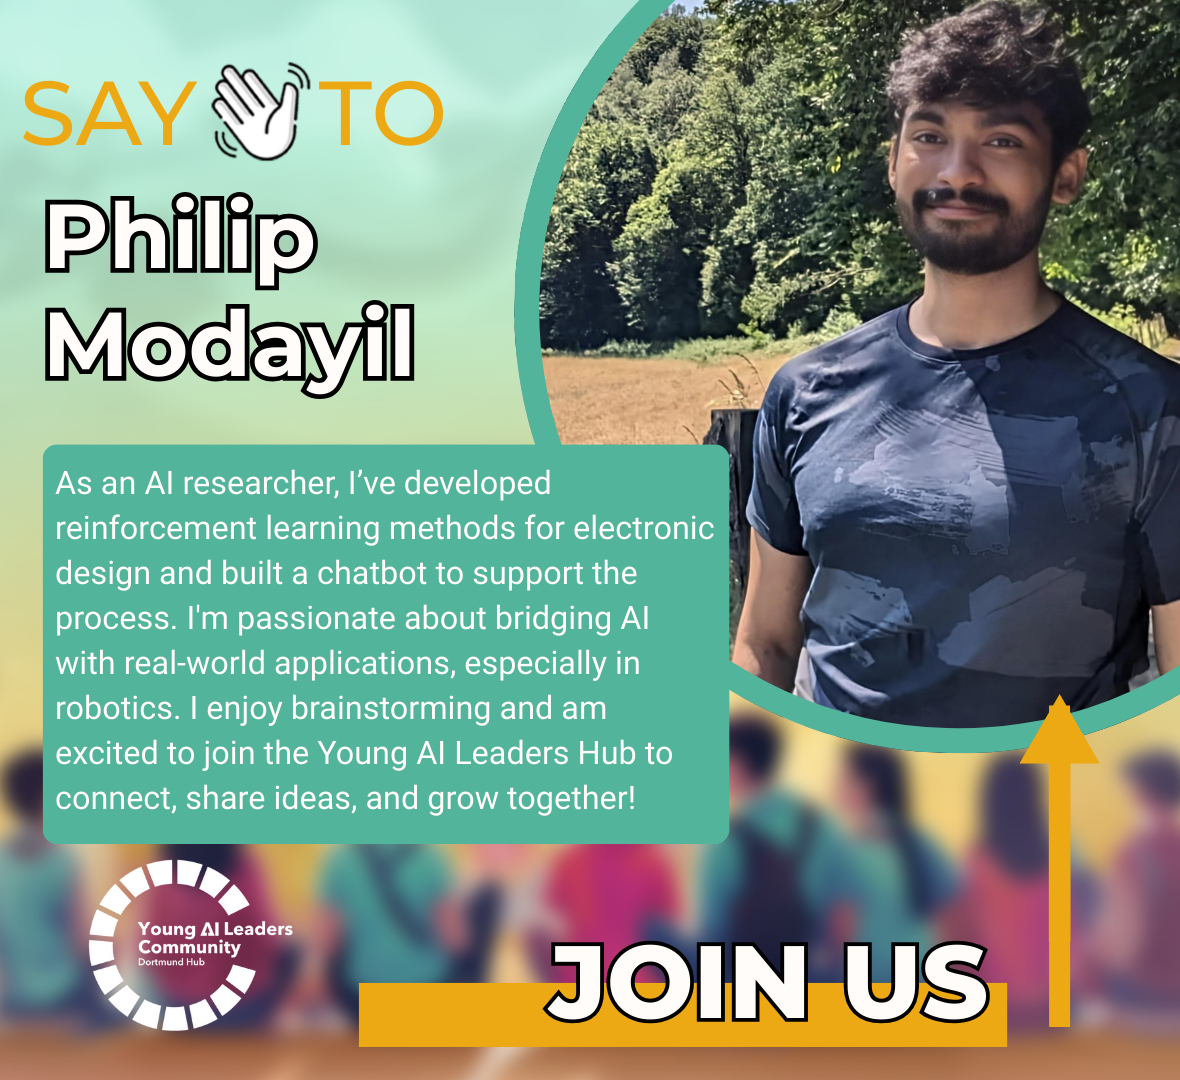 SAY 👋 TO
Philip
Modayil
As an AI researcher, I’ve developed
reinforcement learning methods for electronic
design and built a chatbot to support the
process. I'm passionate about bridging AI
with real-world applications, especially in
robotics. I enjoy brainstorming and am
excited to join the Young AI Leaders Hub to
connect, share ideas, and grow together!
Young AI Leaders
Community
Dortmund Hub
JOIN US